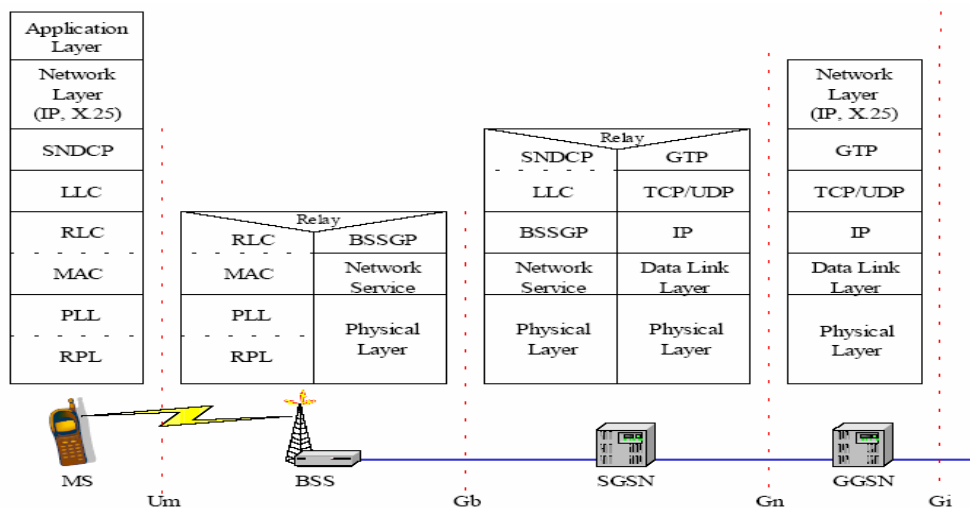 Application
Layer
Network
Layer
(IP, X.25)
SNDCP
LLC
RLC
MAC
PLL
RPL
Relay
RLC
BSSGP
MAC
Network
Service
PLL
RPL
Physical
Layer
Relay
SNDCP
GTP
LLC
TCP/UDP
BSSGP
IP
Network
Service
Data Link
Layer
Physical
Layer
Physical
Layer
Network
Layer
(IP, X.25)
GTP
TCP/UDP
IP
Data Link
Layer
Physical
Layer
MS
BSS
SGSN
GGSN
Um
Gb
Gn
Gi